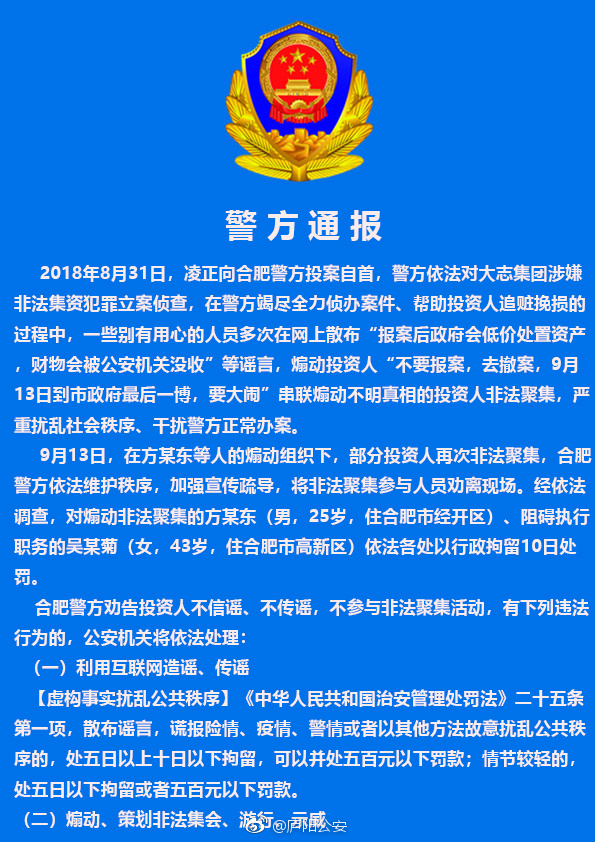 警方通报
2018年8月31日，凌正向合肥警方投案自首，警方依法对大志集团涉嫌
非法集资犯罪立案侦查，在警方竭尽全力侦办案件、帮助投资人追赃挽损的
过程中，一些别有用心的人员多次在网上散布“报案后政府会低价处置资产
，财物会被公安机关没收”等谣言，煽动投资人“不要报案，去撤案，9月
13日到市政府最后一博，要大闹”串联煽动不明真相的投资人非法聚集，严
重扰乱社会秩序、干扰警方正常办案。
9月13日，在方某东等人的煽动组织下，部分投资人再次非法聚集，合肥
警方依法维护秩序，加强宣传疏导，将非法聚集参与人员劝离现场。经依法
调查，对煽动非法聚集的方某东（男，25岁，住合肥市经开区）、阻碍执行
职务的吴某菊（女，43岁，住合肥市高新区）依法各处以行政拘留10日处
罚。
合肥警方劝告投资人不信谣、不传谣，不参与非法聚集活动，有下列违法
行为的，公安机关将依法处理：
（一）利用互联网造谣、传谣
【虚构事实扰乱公共秩序】《中华人民共和国治安管理处罚法》二十五条
第一项，散布谣言，谎报险情、疫情、警情或者以其他方法故意扰乱公共秩
序的，处五日以上十日以下拘留，可以并处五百元以下罚款；情节较轻的，
处五日以下拘留或者五百元以下罚款。
（二）煽动、策划非法集会、游行、示威
@庐阳公安